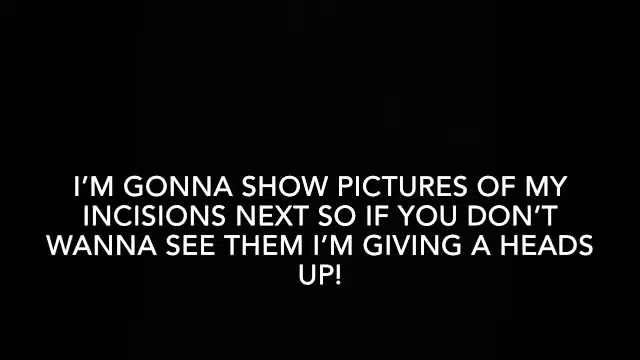 I'M GONNA SHOW PICTURES OF MY
INCISIONS NEXT SO IF YOU DON'T
WANNA SEE THEM I'M GIVING A HEADS
UP!